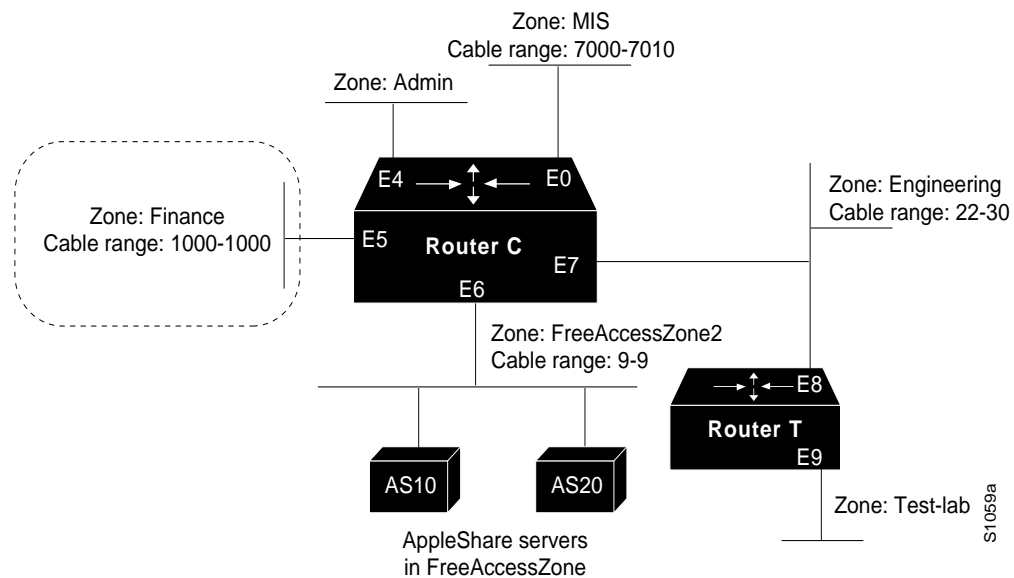 Zone: MIS
Cable range: 7000-7010
Zone: Admin
E4
E0
Zone: Engineering
Cable range: 22-30
Zone: Finance
Cable range: 1000-1000
E5
Router C
E7
E6
Zone: FreeAccessZone2
Cable range: 9-9
E8
Router T
E9
AS10
AS20
Zone: Test-lab
AppleShare servers
in FreeAccessZone
S1059a